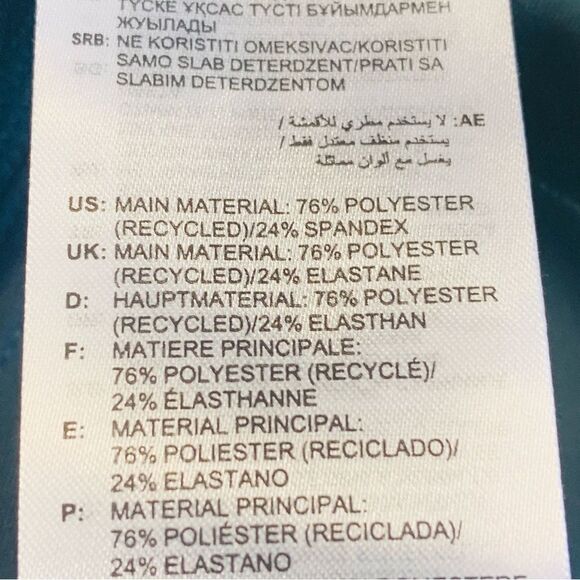 ТҮСКЕ ҰҚСАС ТҮСТІ БҰЙЫМДАРМЕН
ЖУЫЛАДЫ
SRB: NE KORISTITI OMEKSIVAC/KORISTITI
SAMO SLAB DETERDZENT/PRATI SA
SLABIM DETERDZENTOM
AE: لا يستخدم مطري للأقمشة /
يستخدم منظف معتدل فقط /
يغسل مع ألوان مماثلة
US: MAIN MATERIAL: 76% POLYESTER
(RECYCLED)/24% SPANDEX
UK: MAIN MATERIAL: 76% POLYESTER
(RECYCLED)/24% ELASTANE
D: HAUPTMATERIAL: 76% POLYESTER
(RECYCLED)/24% ELASTHAN
F: MATIERE PRINCIPALE:
76% POLYESTER (RECYCLÉ)/
24% ÉLASTHANNE
E: MATERIAL PRINCIPAL:
76% POLIESTER (RECICLADO)/
24% ELASTANO
P: MATERIAL PRINCIPAL:
76% POLIÉSTER (RECICLADA)/
24% ELASTANO